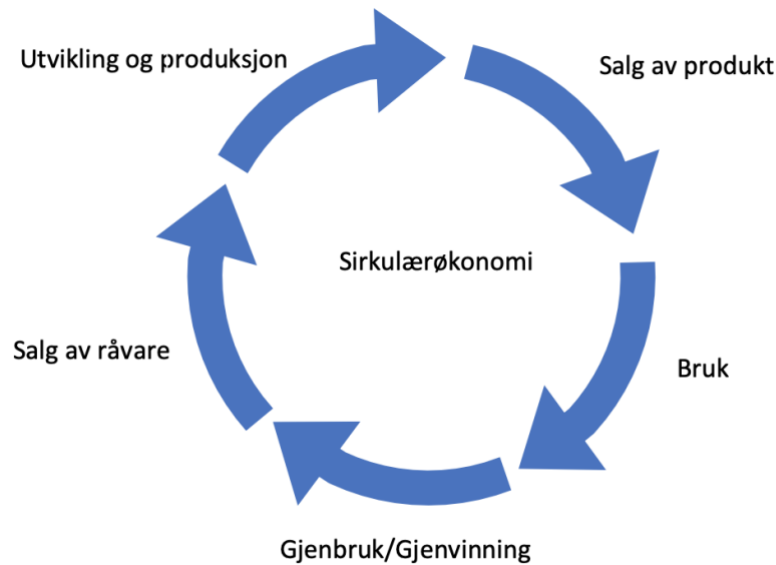 Utvikling og produksjon
Salg av produkt
Sirkulærøkonomi
Salg av råvare
Bruk
Gjenbruk/Gjenvinning